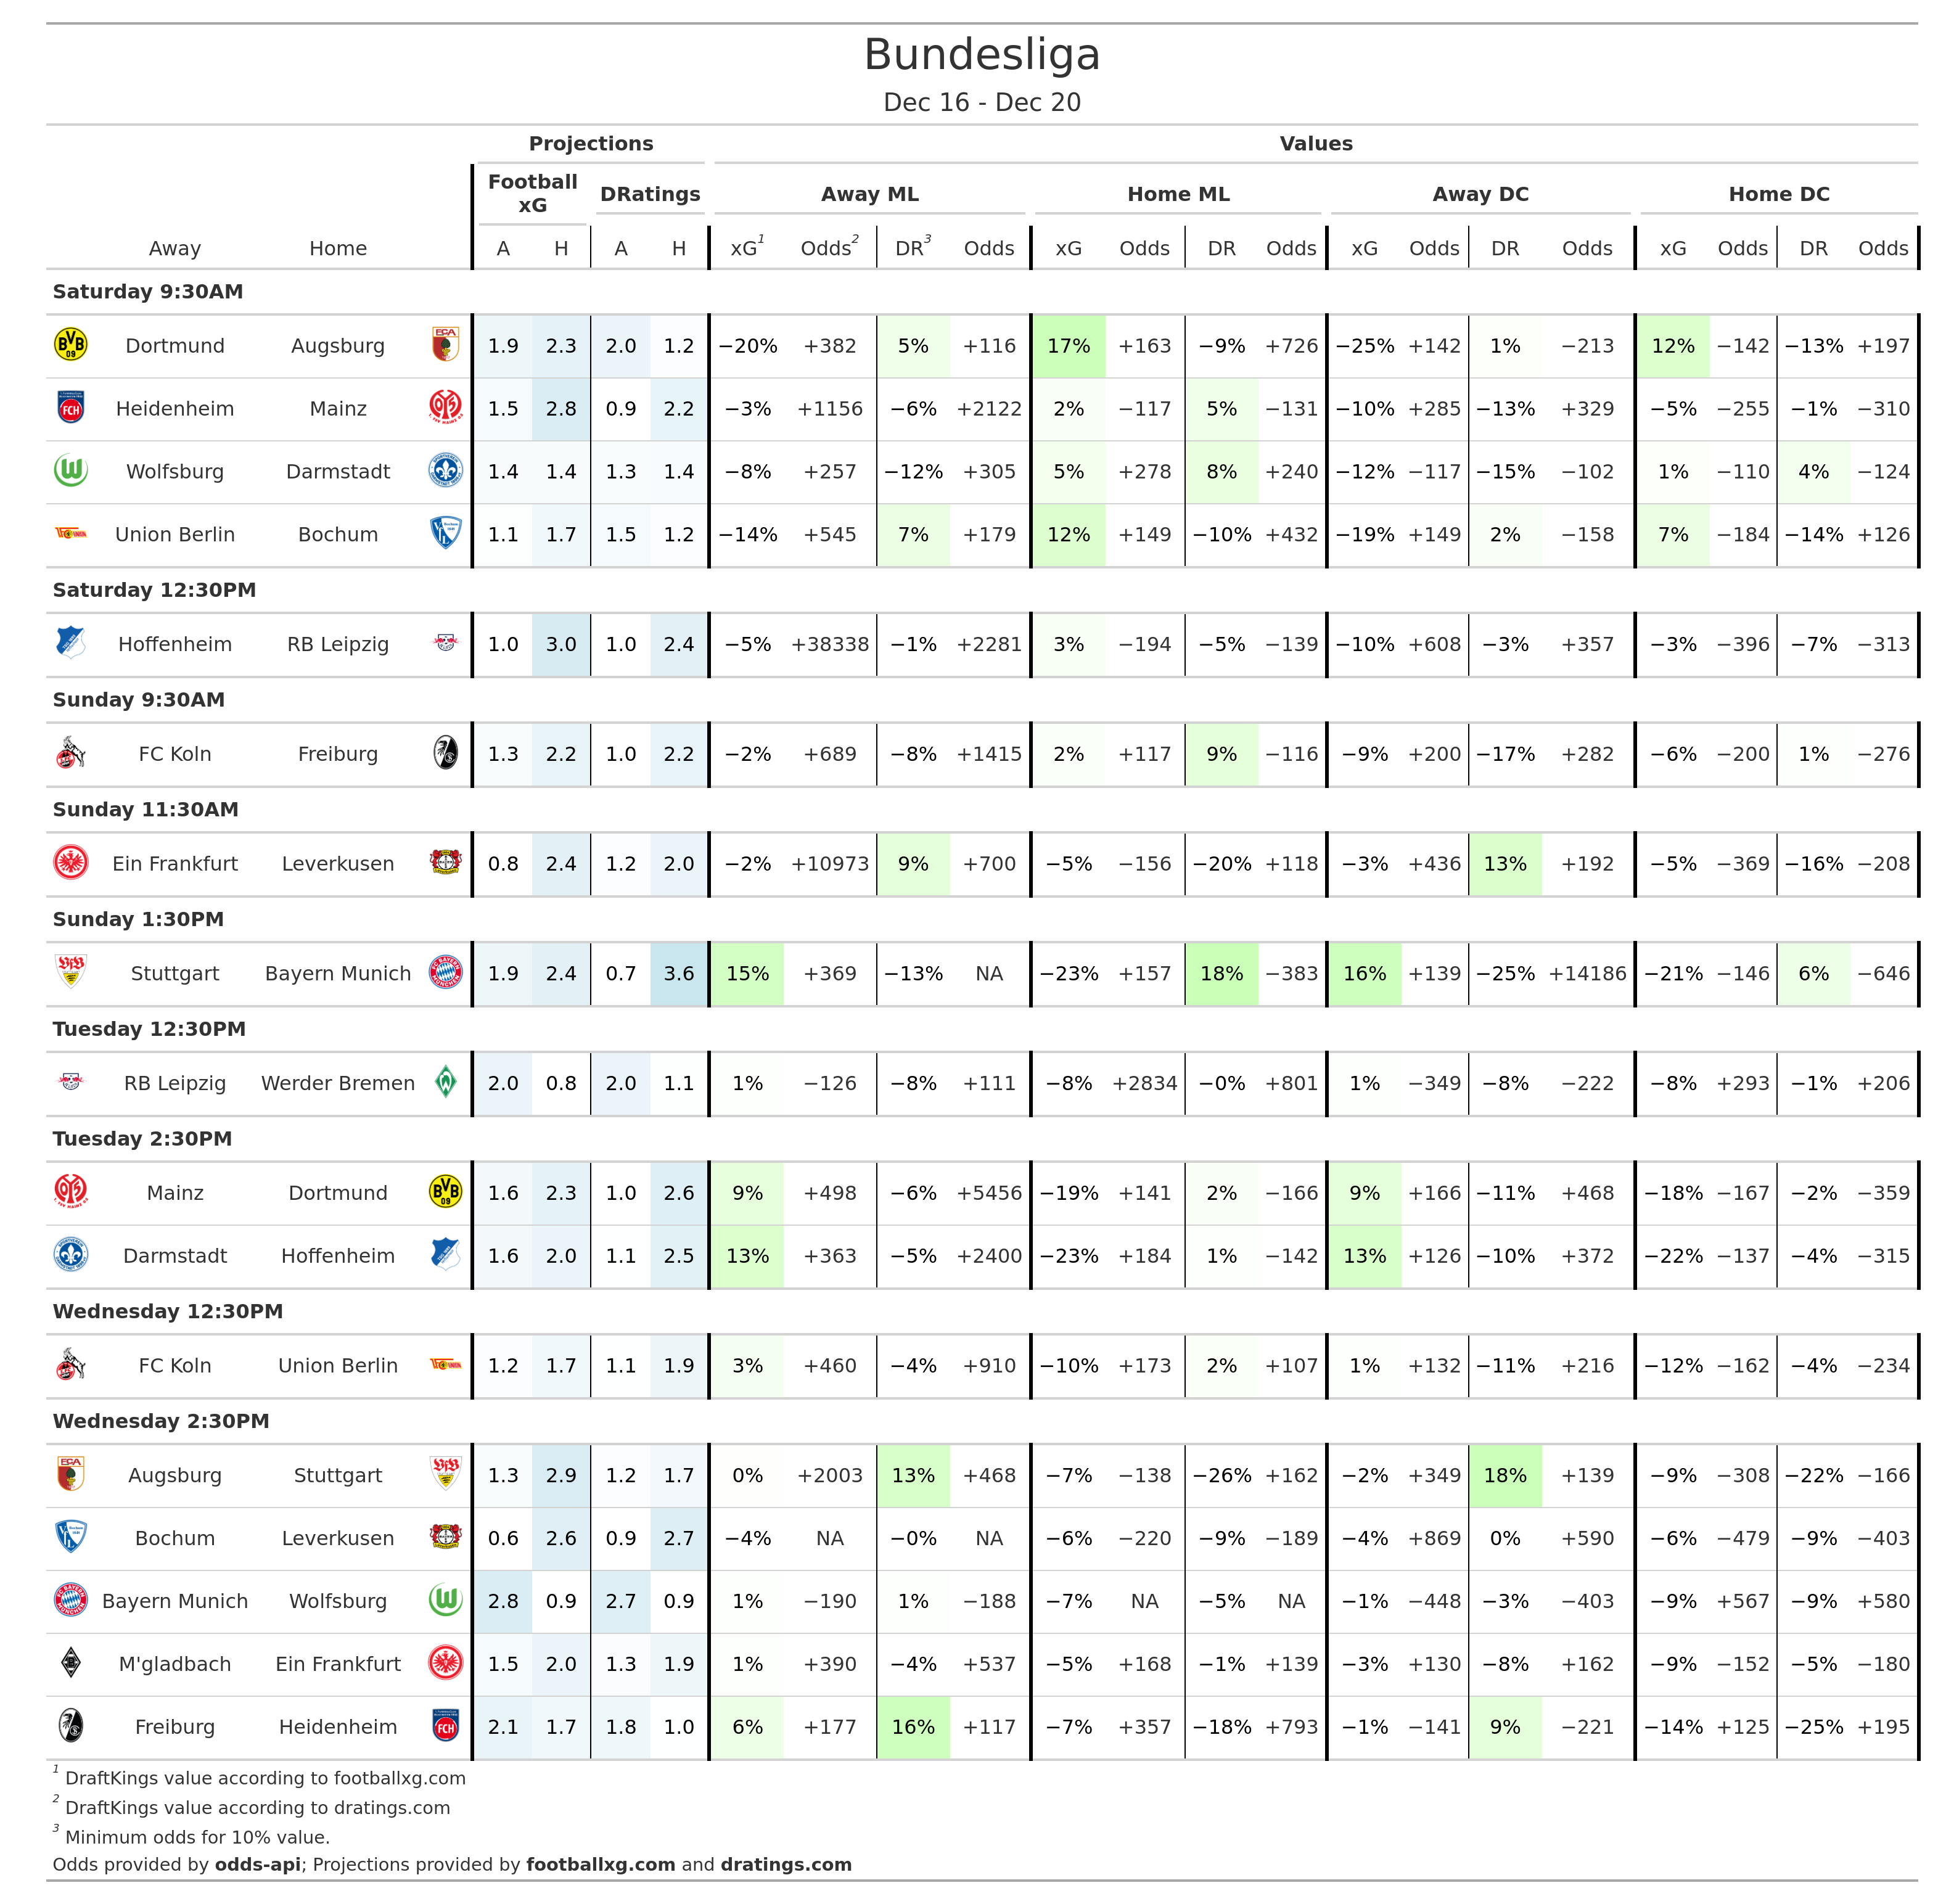 Bundesliga
Dec 16 - Dec 20
Projections Values
Football xG DRatings Away ML Home ML Away DC Home DC
Away Home A H A H xG1 Odds2 DR3 Odds xG Odds DR Odds xG Odds DR Odds xG Odds DR Odds
Saturday 9:30AM
Dortmund Augsburg 1.9 2.3 2.0 1.2 −20% +382 5% +116 17% +163 −9% +726 −25% +142 1% −213 12% −142 −13% +197
Heidenheim Mainz 1.5 2.8 0.9 2.2 −3% +1156 −6% +2122 2% −117 5% −131 −10% +285 −13% +329 −5% −255 −1% −310
Wolfsburg Darmstadt 1.4 1.4 1.3 1.4 −8% +257 −12% +305 5% +278 8% +240 −12% −117 −15% −102 1% −110 4% −124
Union Berlin Bochum 1.1 1.7 1.5 1.2 −14% +545 7% +179 12% +149 −10% +432 −19% +149 2% −158 7% −184 −14% +126
Saturday 12:30PM
Hoffenheim RB Leipzig 1.0 3.0 1.0 2.4 −5% +38338 −1% +2281 3% −194 −5% −139 −10% +608 −3% +357 −3% −396 −7% −313
Sunday 9:30AM
FC Koln Freiburg 1.3 2.2 1.0 2.2 −2% +689 −8% +1415 2% +117 9% −116 −9% +200 −17% +282 −6% −200 1% −276
Sunday 11:30AM
Ein Frankfurt Leverkusen 0.8 2.4 1.2 2.0 −2% +10973 9% +700 −5% −156 −20% +118 −3% +436 13% +192 −5% −369 −16% −208
Sunday 1:30PM
Stuttgart Bayern Munich 1.9 2.4 0.7 3.6 15% +369 −13% NA −23% +157 18% −383 16% +139 −25% +14186 −21% −146 6% −646
Tuesday 12:30PM
RB Leipzig Werder Bremen 2.0 0.8 2.0 1.1 1% −126 −8% +111 −8% +2834 −0% +801 1% −349 −8% −222 −8% +293 −1% +206
Tuesday 2:30PM
Mainz Dortmund 1.6 2.3 1.0 2.6 9% +498 −6% +5456 −19% +141 2% −166 9% +166 −11% +468 −18% −167 −2% −359
Darmstadt Hoffenheim 1.6 2.0 1.1 2.5 13% +363 −5% +2400 −23% +184 1% −142 13% +126 −10% +372 −22% −137 −4% −315
Wednesday 12:30PM
FC Koln Union Berlin 1.2 1.7 1.1 1.9 3% +460 −4% +910 −10% +173 2% +107 1% +132 −11% +216 −12% −162 −4% −234
Wednesday 2:30PM
Augsburg Stuttgart 1.3 2.9 1.2 1.7 0% +2003 13% +468 −7% −138 −26% +162 −2% +349 18% +139 −9% −308 −22% −166
Bochum Leverkusen 0.6 2.6 0.9 2.7 −4% NA −0% NA −6% −220 −9% −189 −4% +869 0% +590 −6% −479 −9% −403
Bayern Munich Wolfsburg 2.8 0.9 2.7 0.9 1% −190 1% −188 −7% NA −5% NA −1% −448 −3% −403 −9% +567 −9% +580
M'gladbach Ein Frankfurt 1.5 2.0 1.3 1.9 1% +390 −4% +537 −5% +168 −1% +139 −3% +130 −8% +162 −9% −152 −5% −180
Freiburg Heidenheim 2.1 1.7 1.8 1.0 6% +177 16% +117 −7% +357 −18% +793 −1% −141 9% −221 −14% +125 −25% +195
1 DraftKings value according to footballxg.com
2 DraftKings value according to dratings.com
3 Minimum odds for 10% value.
Odds provided by odds-api; Projections provided by footballxg.com and dratings.com